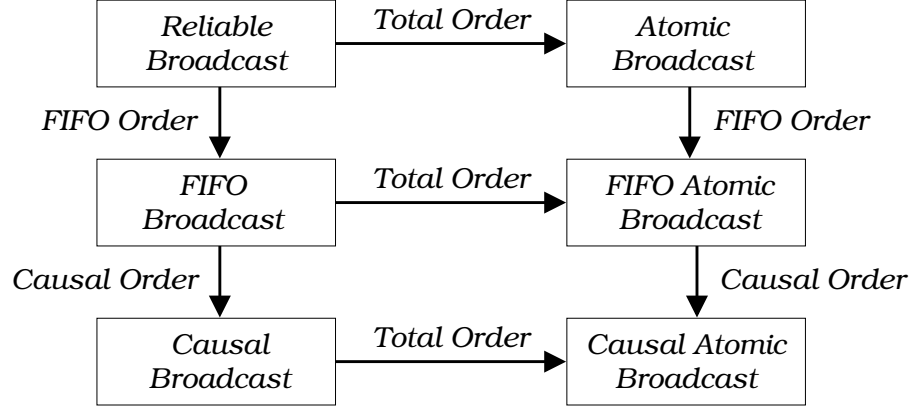 Reliable
Broadcast
Total Order
Atomic
Broadcast
FIFO Order
FIFO Order
FIFO
Broadcast
Total Order
FIFO Atomic
Broadcast
Causal Order
Causal Order
Causal
Broadcast
Total Order
Causal Atomic
Broadcast